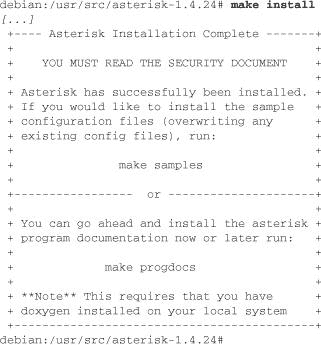 debian:/usr/src/asterisk-1.4.24# make install
[...]
+---- Asterisk Installation Complete -------+
+                                           +
+    YOU MUST READ THE SECURITY DOCUMENT    +
+                                           +
+ Asterisk has successfully been installed. +
+ If you would like to install the sample   +
+ configuration files (overwriting any      +
+ existing config files), run:              +
+                                           +
+               make samples                +
+                                           +
+-----------------  or ---------------------+
+                                           +
+ You can go ahead and install the asterisk +
+ program documentation now or later run:   +
+                                           +
+              make progdocs                +
+                                           +
+ **Note** This requires that you have      +
+ doxygen installed on your local system    +
+-------------------------------------------+
debian:/usr/src/asterisk-1.4.24#